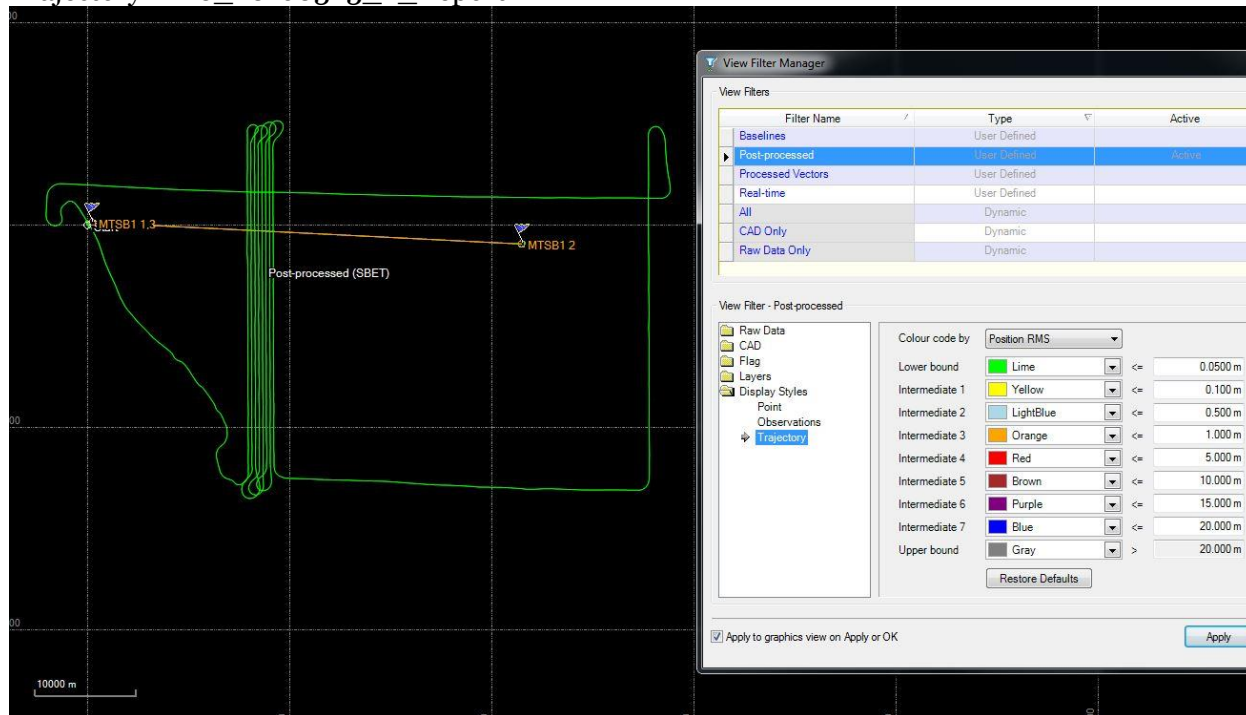 View Filter Manager
View Filters
Filter Name Type Active
Baselines User Defined
Post-processed User Defined Active
Processed Vectors User Defined
Real-time User Defined
All Dynamic
CAD Only Dynamic
Raw Data Only Dynamic
MTSB1 1,3
MTSB1 2
Post-processed (SBET)
View Filter - Post-processed
Raw Data
CAD
Flag
Layers
Display Styles
Point
Observations
Trajectory
Colour code by Position RMS
Lower bound Lime <= 0.0500 m
Intermediate 1 Yellow <= 0.100 m
Intermediate 2 LightBlue <= 0.500 m
Intermediate 3 Orange <= 1.000 m
Intermediate 4 Red <= 5.000 m
Intermediate 5 Brown <= 10.000 m
Intermediate 6 Purple <= 15.000 m
Intermediate 7 Blue <= 20.000 m
Upper bound Gray > 20.000 m
Restore Defaults
Apply to graphics view on Apply or OK
Apply
10000 m